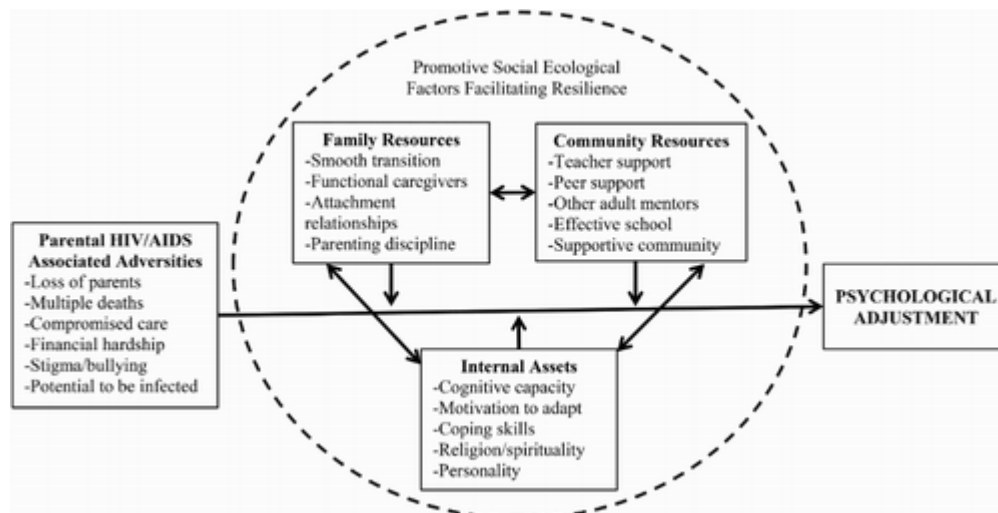 Promotive Social Ecological
Factors Facilitating Resilience
Family Resources
-Smooth transition
-Functional caregivers
-Attachment
relationships
-Parenting discipline
Community Resources
-Teacher support
-Peer support
-Other adult mentors
-Effective school
-Supportive community
Parental HIV/AIDS
Associated Adversities
-Loss of parents
-Multiple deaths
-Compromised care
-Financial hardship
-Stigma/bullying
-Potential to be infected
PSYCHOLOGICAL
ADJUSTMENT
Internal Assets
-Cognitive capacity
-Motivation to adapt
-Coping skills
-Religion/spirituality
-Personality